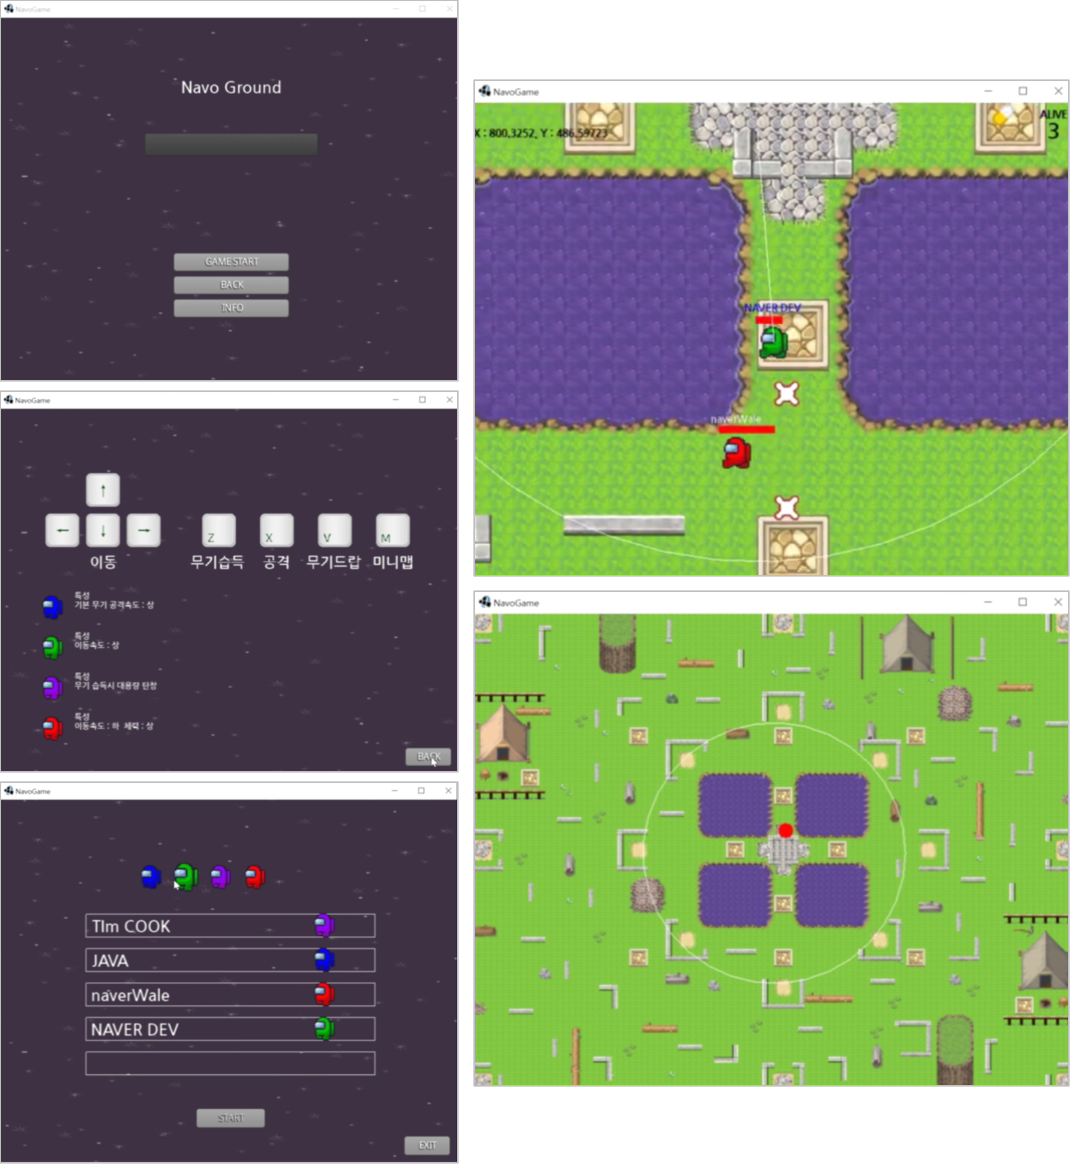 NavoGame
Navo Ground
GAMESTART
BACK
INFO
NavoGame
↑
← ↓ →
Z X V M
이동 무기습득 공격 무기드랍 미니맵
특성
기본 무기 공격속도 : 상
특성
이동속도 : 상
특성
무기 습득시 대용량 탄창
특성
이동속도 : 하 체력 : 상
BACK
NavoGame
TIm COOK
JAVA
naverWale
NAVER DEV
START
EXIT
NavoGame
X : 800,3252, Y : 486,59723
ALIVE
3
NAVER DEV
naverWale
NavoGame